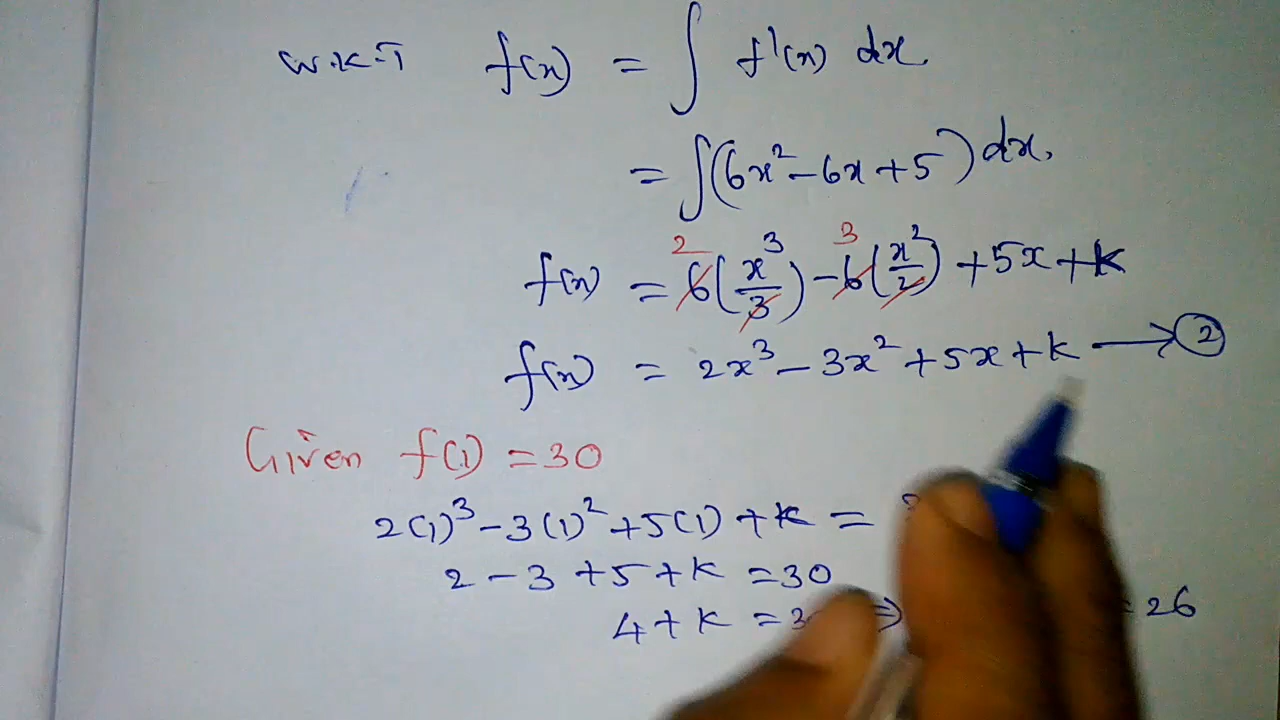 W.K.T f(x) = ∫ f'(x) dx.
= ∫(6x² - 6x + 5) dx.
f(x) = 6(x³/3) - 6(x²/2) + 5x + k
2 3
f(x) = 2x³ - 3x² + 5x + k → ②
Given f(1) = 30
2(1)³ - 3(1)² + 5(1) + k =
2 - 3 + 5 + k = 30
4 + k = 3 ⇒ = 26